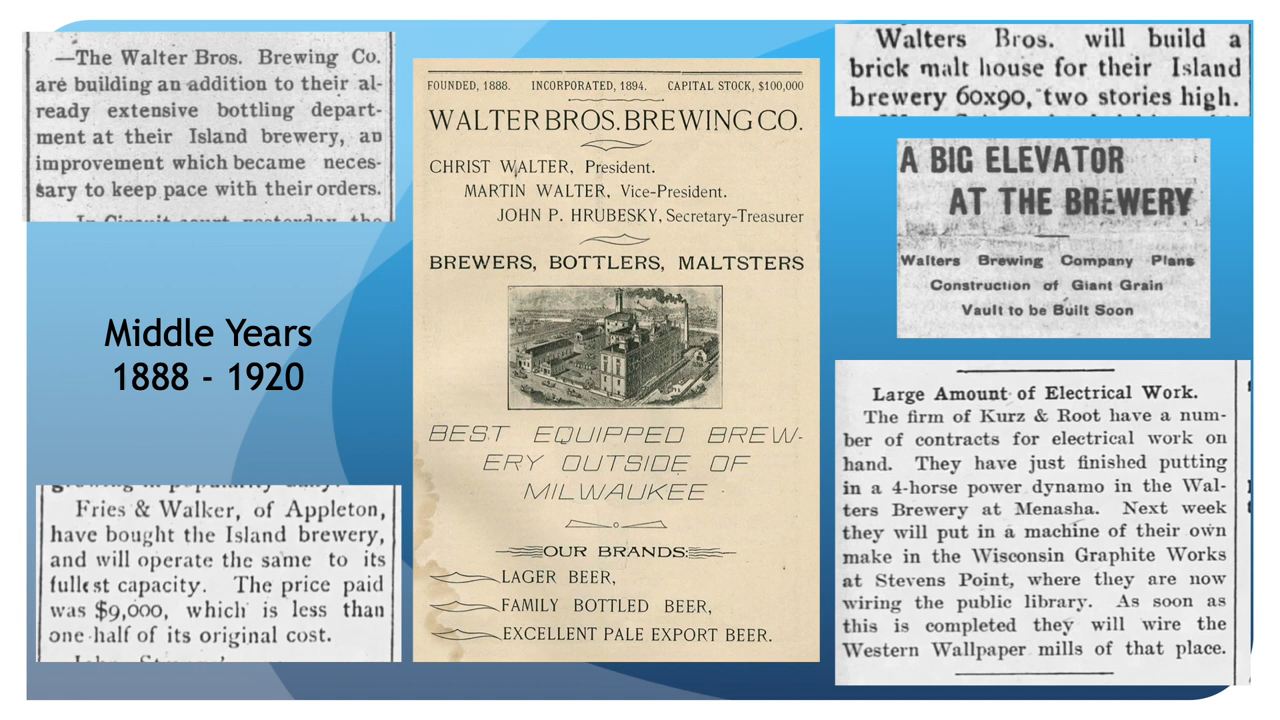 —The Walter Bros. Brewing Co.
are building an addition to their al-
ready extensive bottling depart-
ment at their Island brewery, an
improvement which became neces-
sary to keep pace with their orders.
In Circuit court yesterday the
Middle Years
1888 - 1920
growing in popularity daily.
Fries & Walker, of Appleton,
have bought the Island brewery,
and will operate the same to its
fullest capacity. The price paid
was $9,000, which is less than
one half of its original cost.
FOUNDED, 1888. INCORPORATED, 1894. CAPITAL STOCK, $100,000
WALTER BROS. BREWING CO.
CHRIST WALTER, President.
MARTIN WALTER, Vice-President.
JOHN P. HRUBESKY, Secretary-Treasurer
BREWERS, BOTTLERS, MALTSTERS
BEST EQUIPPED BREW-
ERY OUTSIDE OF
MILWAUKEE
OUR BRANDS:
LAGER BEER,
FAMILY BOTTLED BEER,
EXCELLENT PALE EXPORT BEER.
Walters Bros. will build a
brick malt house for their Island
brewery 60x90, two stories high.
A BIG ELEVATOR
AT THE BREWERY
Walters Brewing Company Plans
Construction of Giant Grain
Vault to be Built Soon
Large Amount of Electrical Work.
The firm of Kurz & Root have a num-
ber of contracts for electrical work on
hand. They have just finished putting
in a 4-horse power dynamo in the Wal-
ters Brewery at Menasha. Next week
they will put in a machine of their own
make in the Wisconsin Graphite Works
at Stevens Point, where they are now
wiring the public library. As soon as
this is completed they will wire the
Western Wallpaper mills of that place.